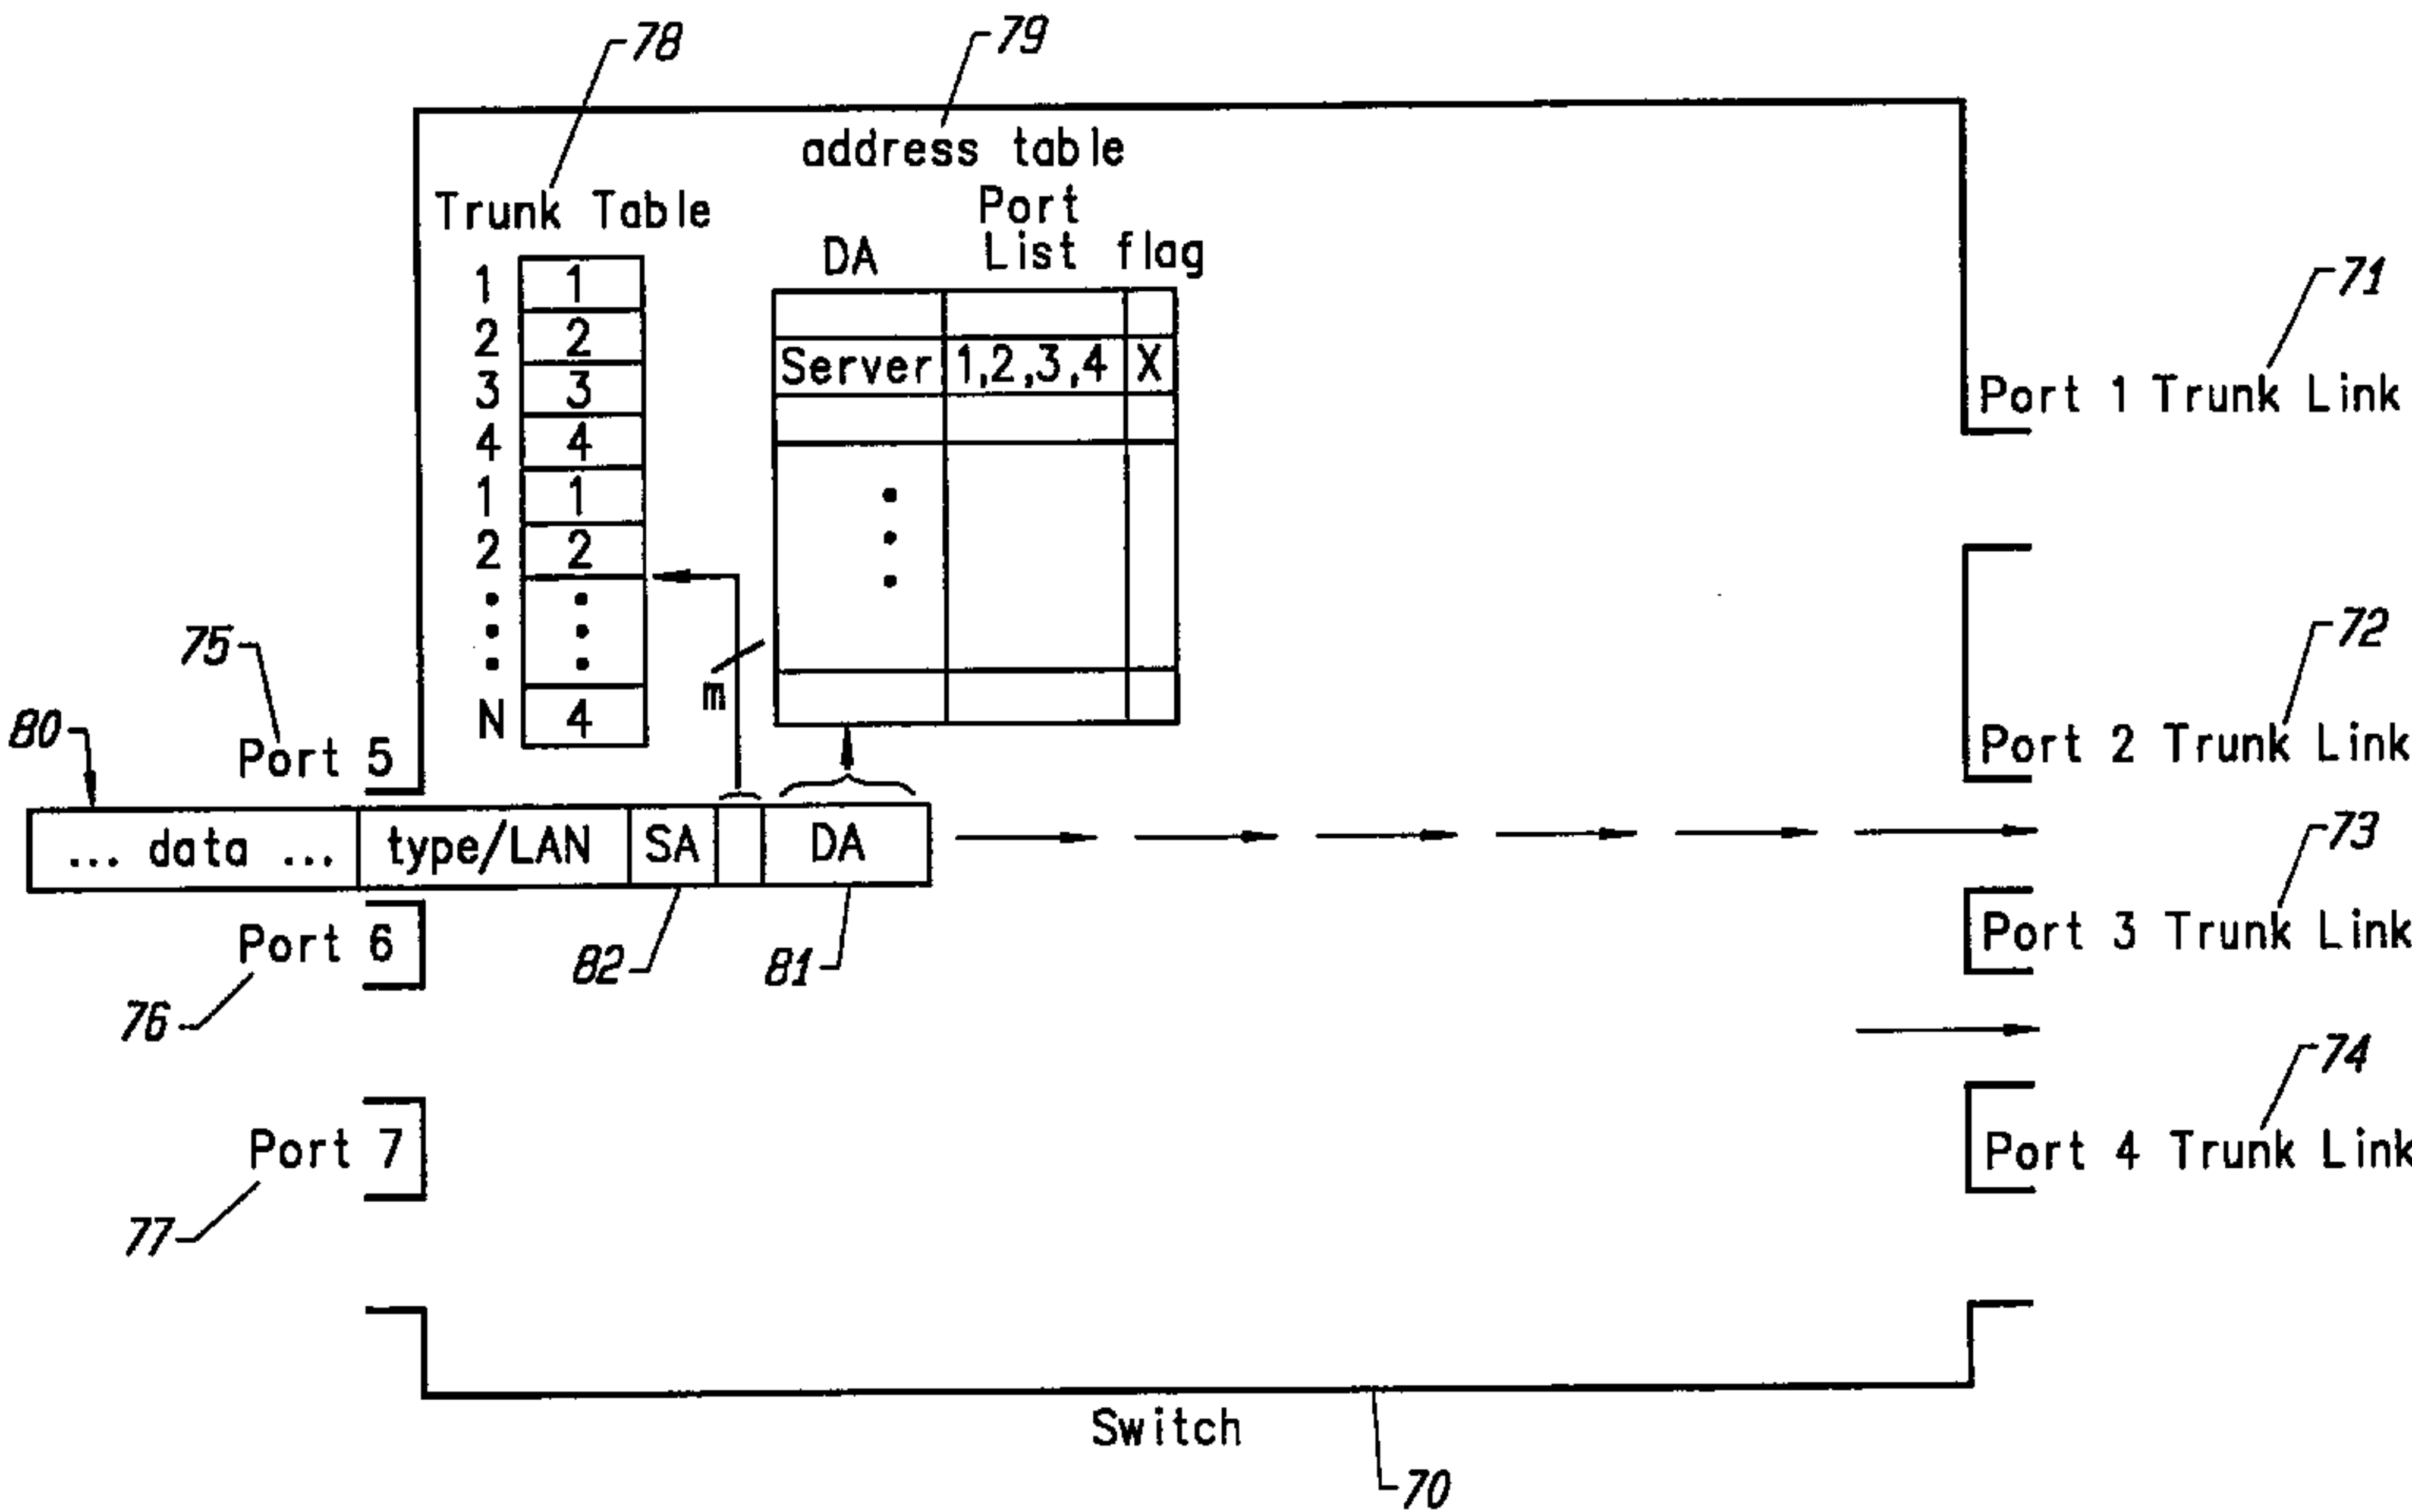 78
79
address table
Trunk Table
Port
DA List flag
1 1
2 2
3 3
4 4
1 1
2 2
N 4
Server 1,2,3,4 X
m
71
Port 1 Trunk Link
72
Port 2 Trunk Link
75
80
Port 5
... data ... type/LAN SA DA
73
Port 3 Trunk Link
Port 6
82
81
76
74
Port 4 Trunk Link
Port 7
77
Switch
70